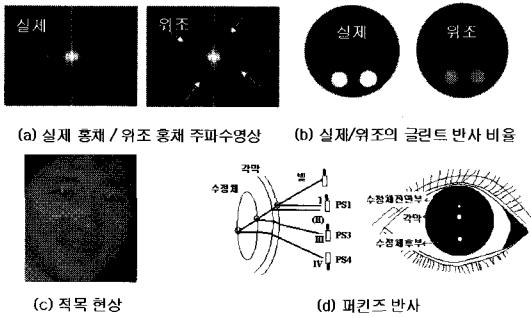 실제
위조
실제
위조
(a) 실제 홍채 / 위조 홍채 주파수영상
(b) 실제/위조의 글린트 반사 비율
각막
수정체
빛
I
PS1
(II)
III
PS3
IV
PS4
수정체전면부
각막
수정체후부
(c) 적목 현상
(d) 퍼킨즈 반사